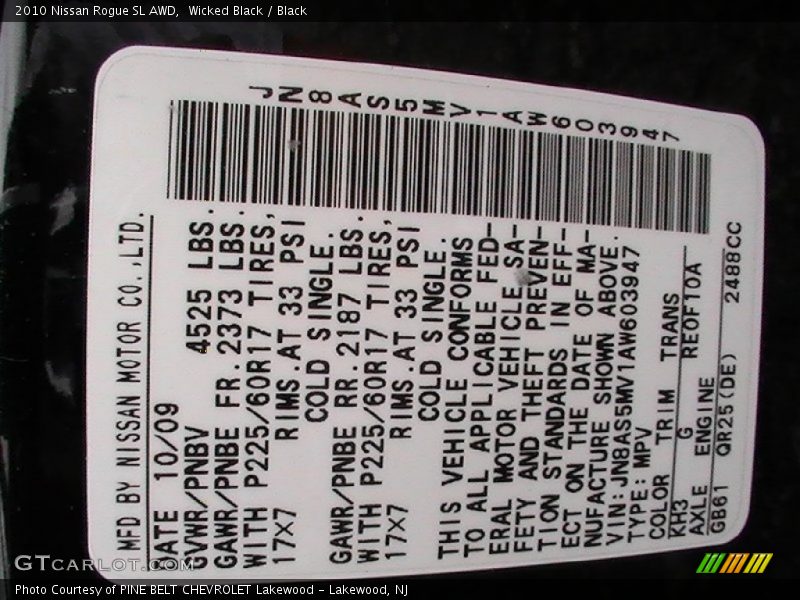 2010 Nissan Rogue SL AWD,  Wicked Black / Black
MFD BY NISSAN MOTOR CO.,LTD.
DATE 10/09
GVWR/PNBV 4525 LBS.
GAWR/PNBE FR.2373 LBS.
WITH P225/60R17 TIRES,
17X7 RIMS.AT 33 PSI
COLD SINGLE.
GAWR/PNBE RR.2187 LBS.
WITH P225/60R17 TIRES,
17X7 RIMS.AT 33 PSI
COLD SINGLE.
THIS VEHICLE CONFORMS
TO ALL APPLICABLE FED-
ERAL MOTOR VEHICLE SA-
FETY AND THEFT PREVEN-
TION STANDARDS IN EFF-
ECT ON THE DATE OF MA-
NUFACTURE SHOWN ABOVE.
VIN:JN8AS5MV1AW603947
TYPE:MPV
COLOR TRIM TRANS
KH3 G RE0F10A
AXLE ENGINE
GB61 QR25(DE) 2488CC
JN8AS5MV1AW603947
GTCARLOT.COM
Photo Courtesy of PINE BELT CHEVROLET Lakewood - Lakewood, NJ